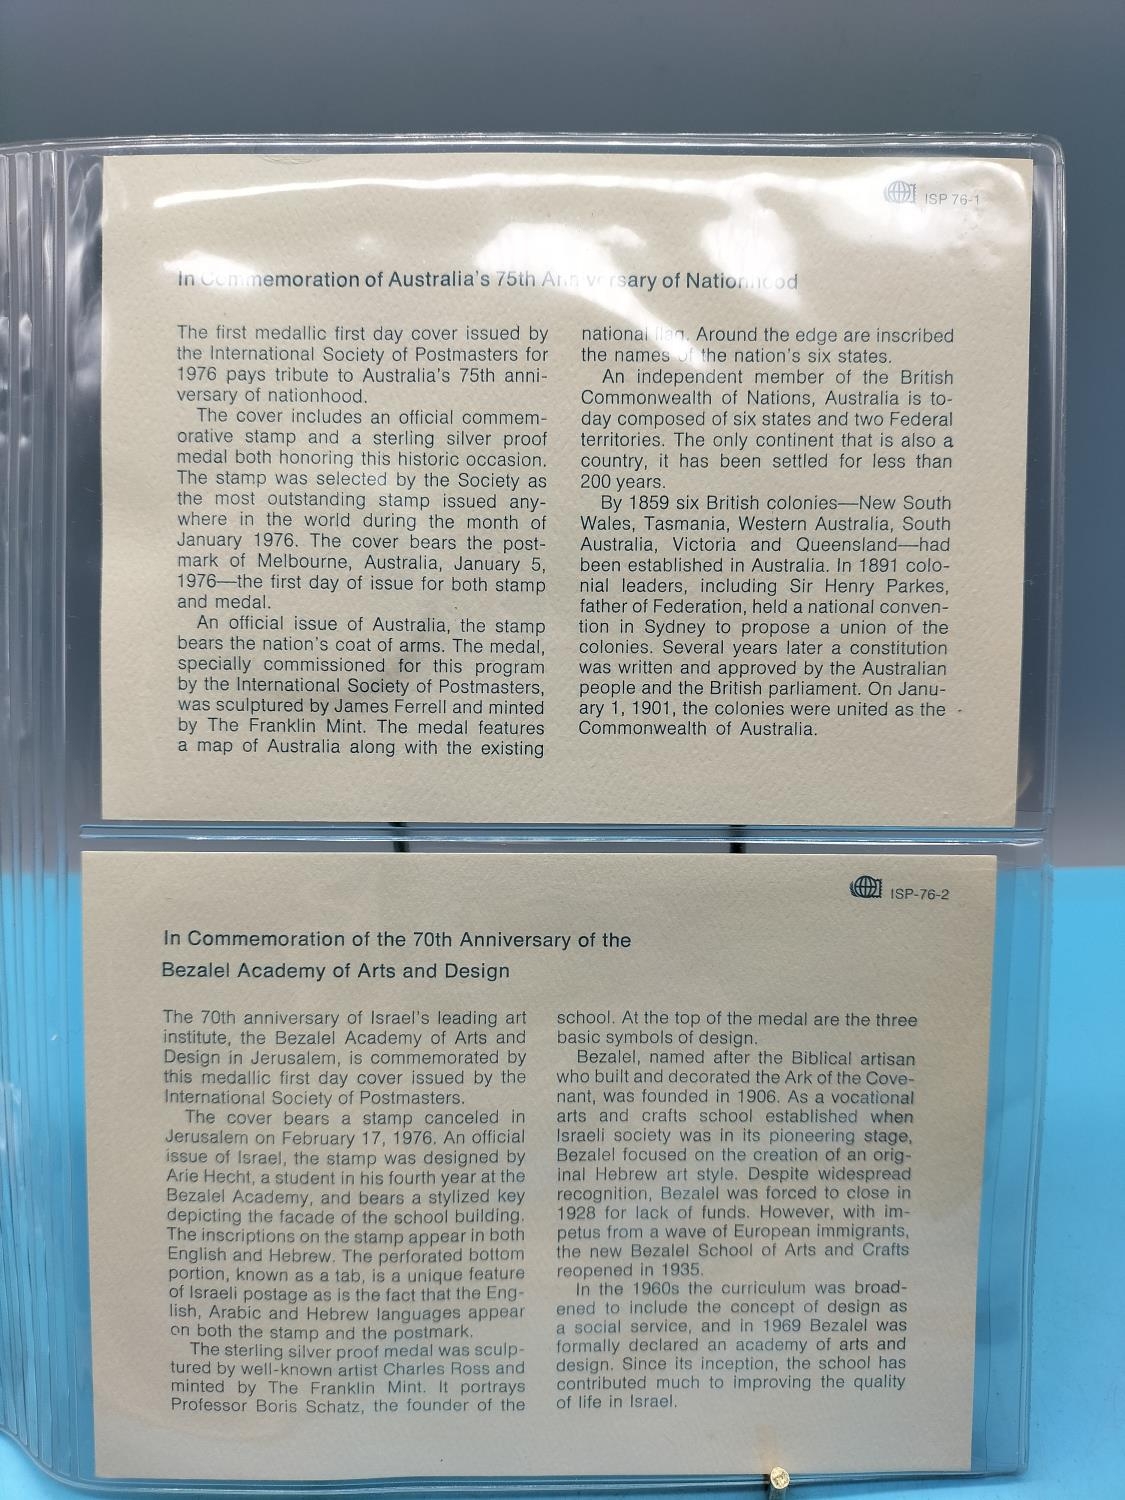 ISP 76-1
In Commemoration of Australia's 75th Anniversary of Nationhood
The first medallic first day cover issued by
the International Society of Postmasters for
1976 pays tribute to Australia's 75th anni-
versary of nationhood.
The cover includes an official commem-
orative stamp and a sterling silver proof
medal both honoring this historic occasion.
The stamp was selected by the Society as
the most outstanding stamp issued any-
where in the world during the month of
January 1976. The cover bears the post-
mark of Melbourne, Australia, January 5,
1976—the first day of issue for both stamp
and medal.
An official issue of Australia, the stamp
bears the nation's coat of arms. The medal,
specially commissioned for this program
by the International Society of Postmasters,
was sculptured by James Ferrell and minted
by The Franklin Mint. The medal features
a map of Australia along with the existing
national flag. Around the edge are inscribed
the names of the nation's six states.
An independent member of the British
Commonwealth of Nations, Australia is to-
day composed of six states and two Federal
territories. The only continent that is also a
country, it has been settled for less than
200 years.
By 1859 six British colonies—New South
Wales, Tasmania, Western Australia, South
Australia, Victoria and Queensland—had
been established in Australia. In 1891 colo-
nial leaders, including Sir Henry Parkes,
father of Federation, held a national conven-
tion in Sydney to propose a union of the
colonies. Several years later a constitution
was written and approved by the Australian
people and the British parliament. On Janu-
ary 1, 1901, the colonies were united as the
Commonwealth of Australia.
ISP-76-2
In Commemoration of the 70th Anniversary of the
Bezalel Academy of Arts and Design
The 70th anniversary of Israel's leading art
institute, the Bezalel Academy of Arts and
Design in Jerusalem, is commemorated by
this medallic first day cover issued by the
International Society of Postmasters.
The cover bears a stamp canceled in
Jerusalem on February 17, 1976. An official
issue of Israel, the stamp was designed by
Arie Hecht, a student in his fourth year at the
Bezalel Academy, and bears a stylized key
depicting the facade of the school building.
The inscriptions on the stamp appear in both
English and Hebrew. The perforated bottom
portion, known as a tab, is a unique feature
of Israeli postage as is the fact that the Eng-
lish, Arabic and Hebrew languages appear
on both the stamp and the postmark.
The sterling silver proof medal was sculp-
tured by well-known artist Charles Ross and
minted by The Franklin Mint. It portrays
Professor Boris Schatz, the founder of the
school. At the top of the medal are the three
basic symbols of design.
Bezalel, named after the Biblical artisan
who built and decorated the Ark of the Cove-
nant, was founded in 1906. As a vocational
arts and crafts school established when
Israeli society was in its pioneering stage,
Bezalel focused on the creation of an orig-
inal Hebrew art style. Despite widespread
recognition, Bezalel was forced to close in
1928 for lack of funds. However, with im-
petus from a wave of European immigrants,
the new Bezalel School of Arts and Crafts
reopened in 1935.
In the 1960s the curriculum was broad-
ened to include the concept of design as
a social service, and in 1969 Bezalel was
formally declared an academy of arts and
design. Since its inception, the school has
contributed much to improving the quality
of life in Israel.